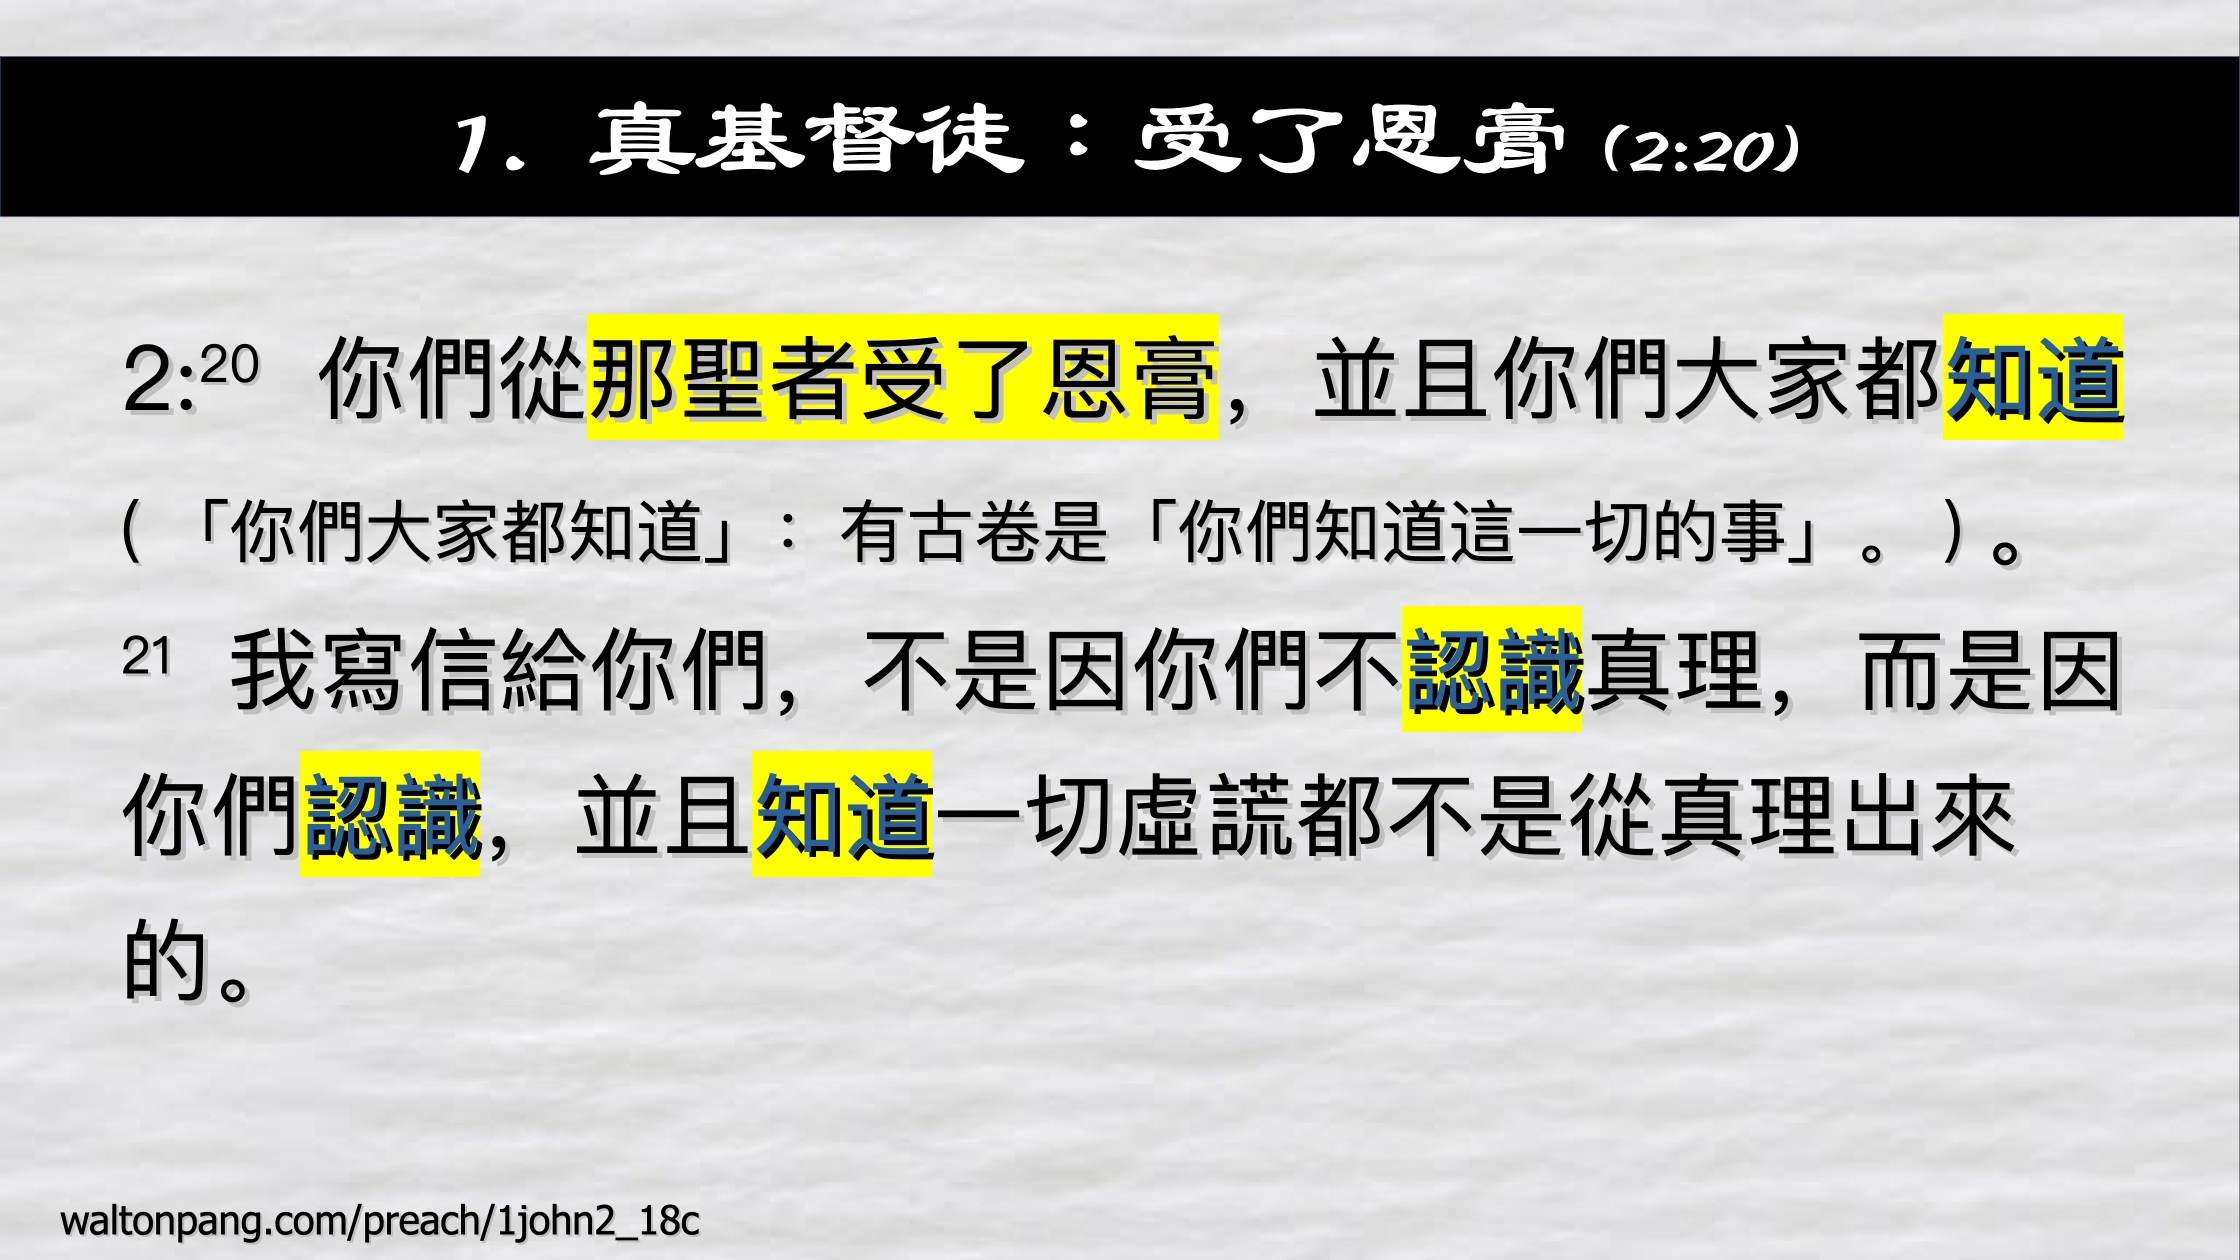 1. 真基督徒：受了恩膏 (2:20)
2:20 你們從那聖者受了恩膏，並且你們大家都知道
(「你們大家都知道」：有古卷是「你們知道這一切的事」。)。
21 我寫信給你們，不是因你們不認識真理，而是因
你們認識，並且知道一切虛謊都不是從真理出來
的。
waltonpang.com/preach/1john2_18c